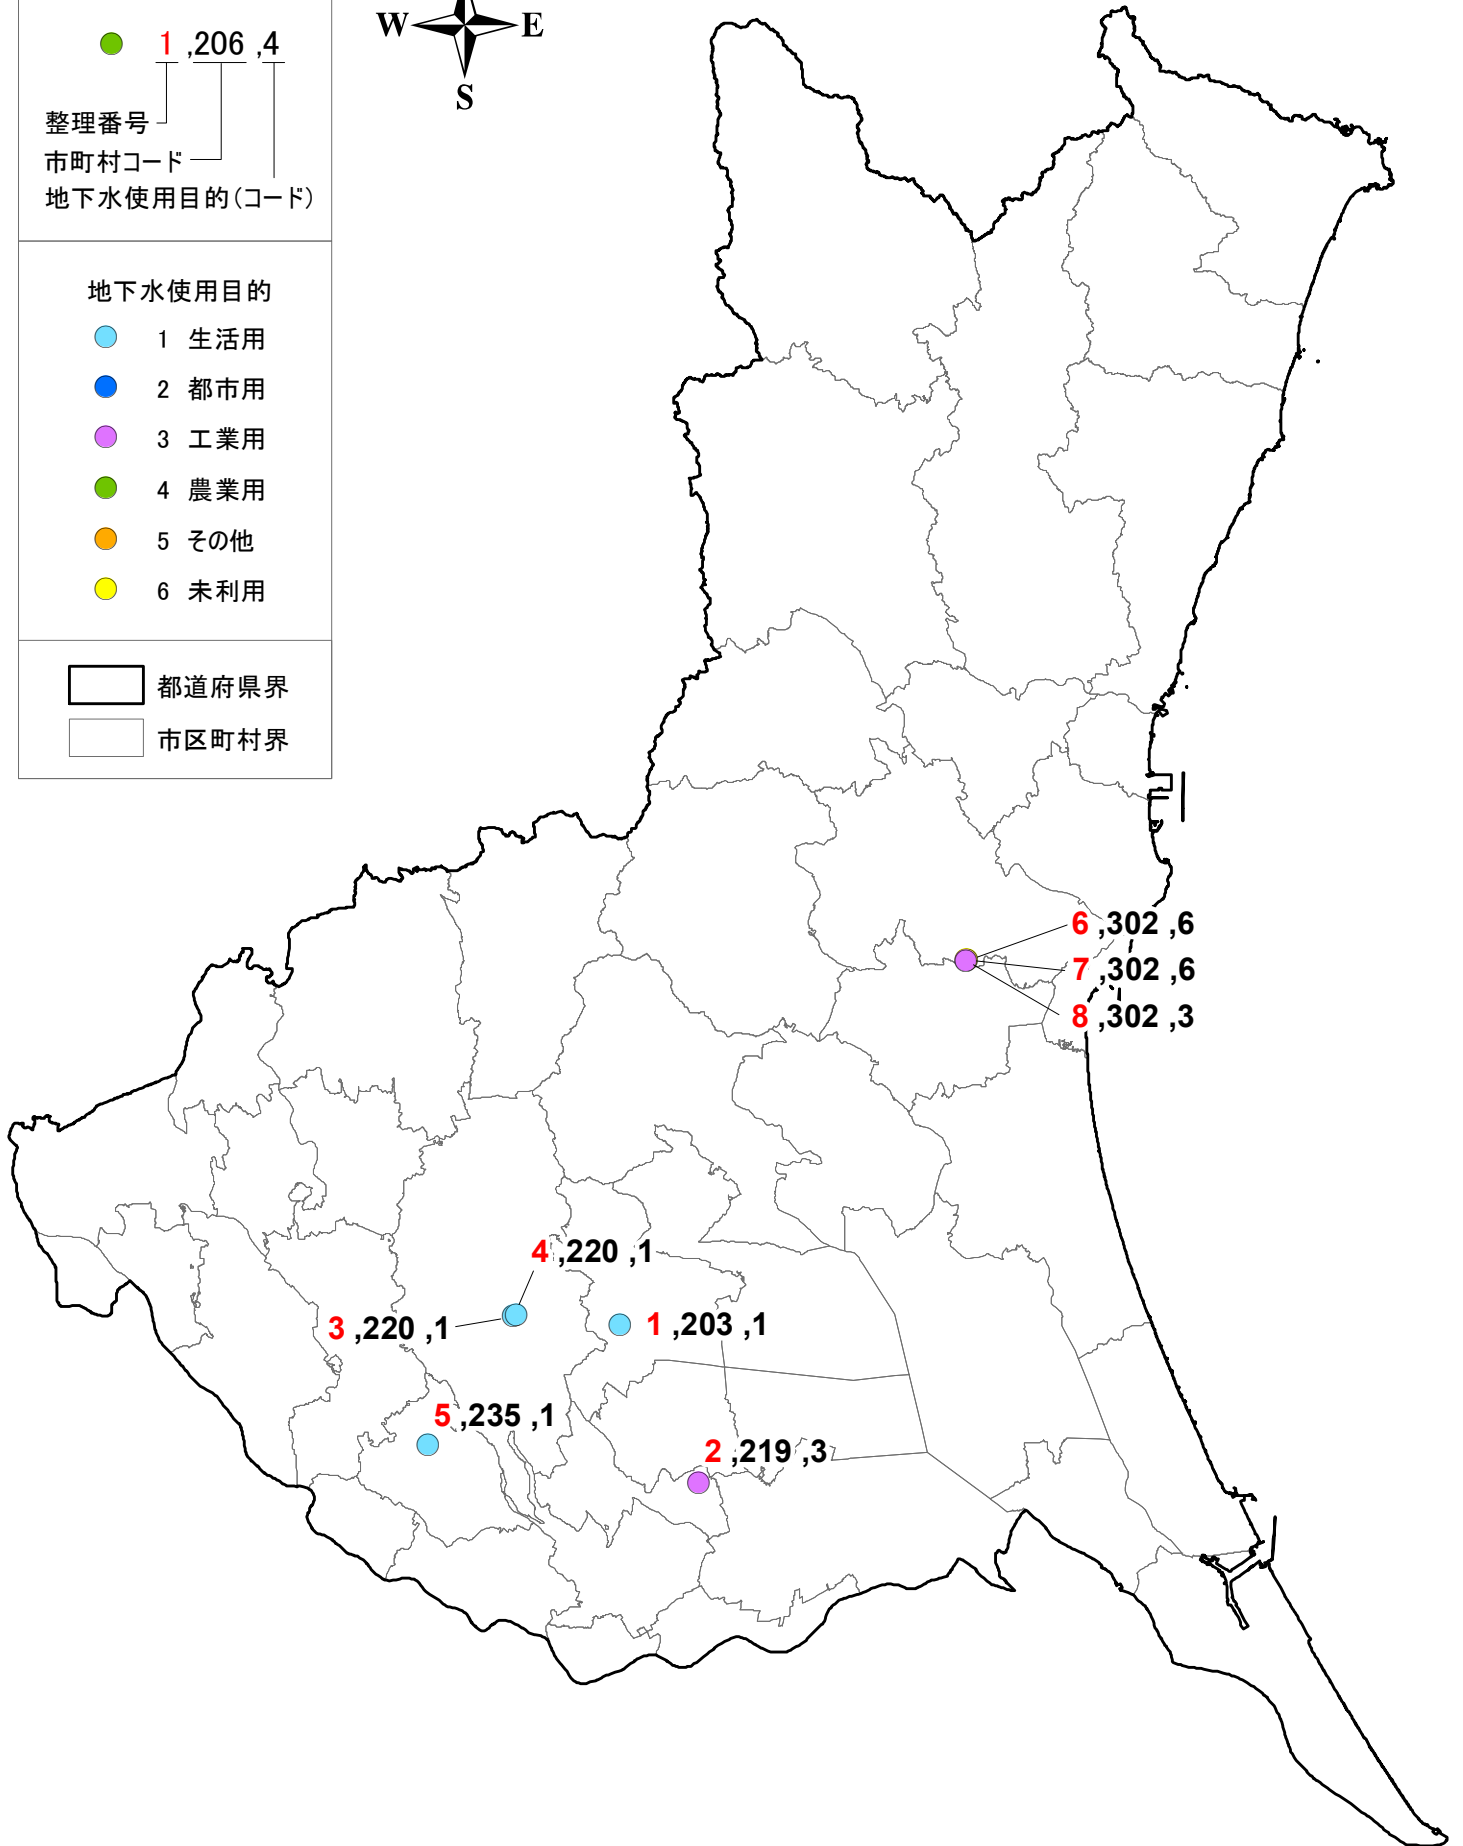 W E
S
1 ,206 ,4
整理番号
市町村コード
地下水使用目的(コード)
地下水使用目的
1 生活用
2 都市用
3 工業用
4 農業用
5 その他
6 未利用
都道府県界
市区町村界
6 ,302 ,6
7 ,302 ,6
8 ,302 ,3
4 ,220 ,1
3 ,220 ,1
1 ,203 ,1
5 ,235 ,1
2 ,219 ,3